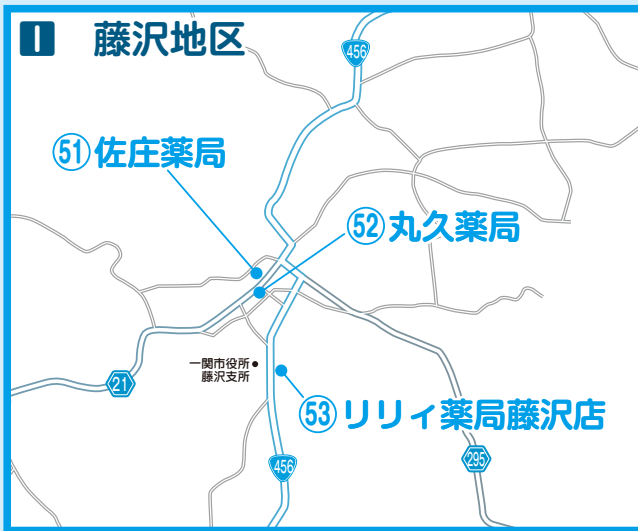 I 藤沢地区
456
51 佐庄薬局
52 丸久薬局
一関市役所
藤沢支所
21
53 リリィ薬局藤沢店
456
295